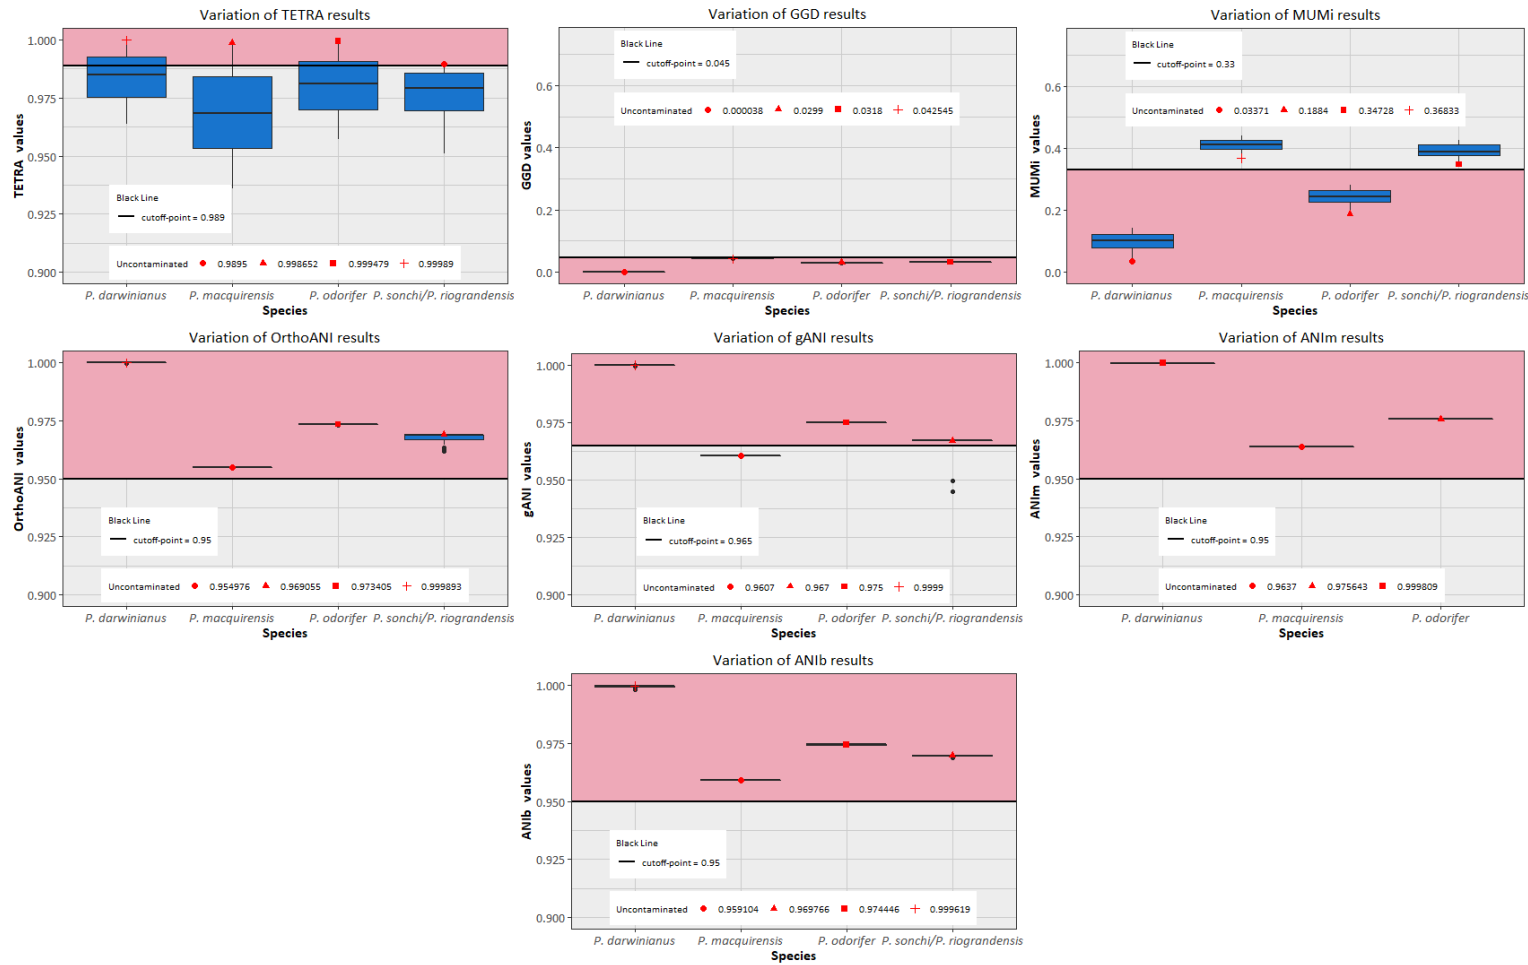 Variation of TETRA results
TETRA values
1.000
0.975
0.950
0.925
0.900
Black Line
cutoff-point = 0.989
Uncontaminated 0.9895 0.998652 0.999479 0.99989
P. darwinianus P. macquirensis P. odorifer P. sonchi/P. riograndensis
Species
Variation of GGD results
GGD values
0.6
0.4
0.2
0.0
Black Line
cutoff-point = 0.045
Uncontaminated 0.000038 0.0299 0.0318 0.042545
P. darwinianus P. macquirensis P. odorifer P. sonchi/P. riograndensis
Species
Variation of MUMi results
MUMi values
0.6
0.4
0.2
0.0
Black Line
cutoff-point = 0.33
Uncontaminated 0.03371 0.1884 0.34728 0.36833
P. darwinianus P. macquirensis P. odorifer P. sonchi/P. riograndensis
Species
Variation of OrthoANI results
OrthoANI values
1.000
0.975
0.950
0.925
0.900
Black Line
cutoff-point = 0.95
Uncontaminated 0.954976 0.969055 0.973405 0.999893
P. darwinianus P. macquirensis P. odorifer P. sonchi/P. riograndensis
Species
Variation of gANI results
gANI values
1.000
0.975
0.950
0.925
0.900
Black Line
cutoff-point = 0.965
Uncontaminated 0.9607 0.967 0.975 0.9999
P. darwinianus P. macquirensis P. odorifer P. sonchi/P. riograndensis
Species
Variation of ANIm results
ANIm values
1.000
0.975
0.950
0.925
0.900
Black Line
cutoff-point = 0.95
Uncontaminated 0.9637 0.975643 0.999809
P. darwinianus P. macquirensis P. odorifer
Species
Variation of ANIb results
ANIb values
1.000
0.975
0.950
0.925
0.900
Black Line
cutoff-point = 0.95
Uncontaminated 0.959104 0.969766 0.974446 0.999619
P. darwinianus P. macquirensis P. odorifer P. sonchi/P. riograndensis
Species